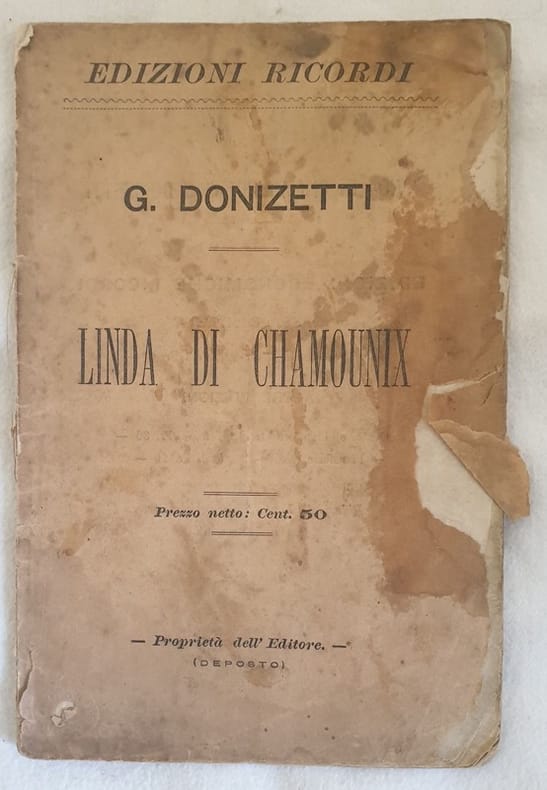 EDIZIONI RICORDI
G. DONIZETTI
LINDA DI CHAMOUNIX
Prezzo netto: Cent. 50
— Proprietà dell' Editore. —
(DEPOSTO)